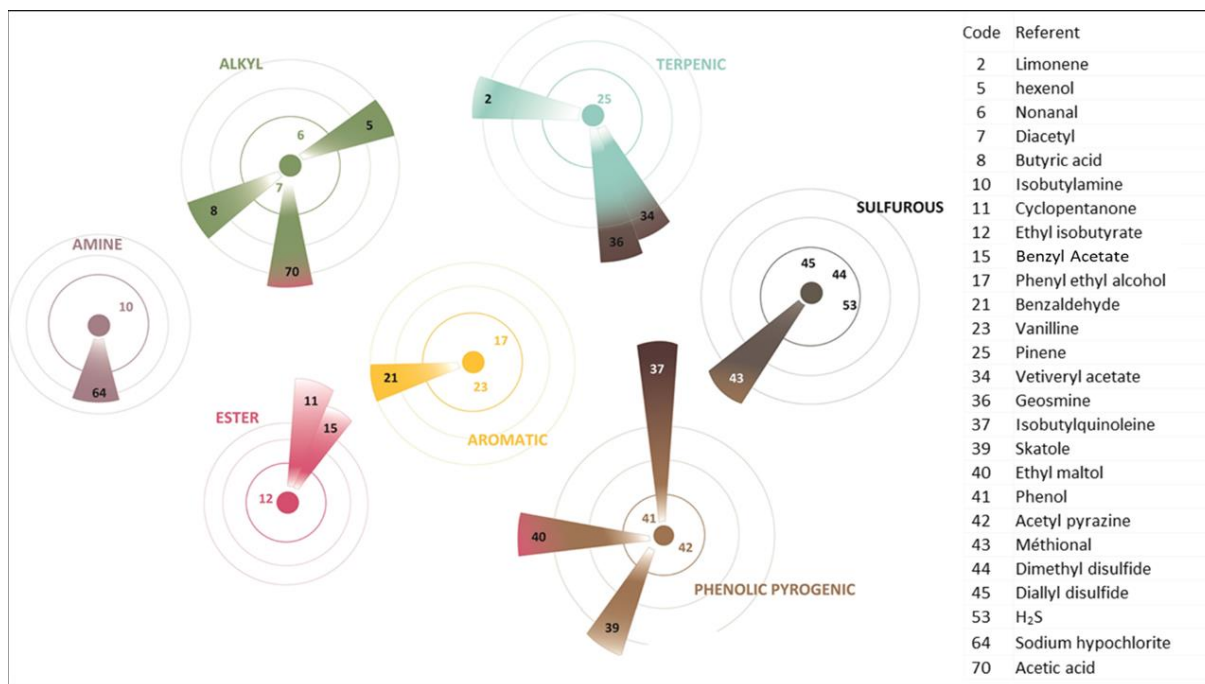 ALKYL
6
5
7
8
70
TERPENIC
2
25
34
36
SULFUROUS
45
44
53
43
AMINE
10
64
AROMATIC
17
21
23
ESTER
11
15
12
PHENOLIC PYROGENIC
37
41
40
42
39
Code Referent
2 Limonene
5 hexenol
6 Nonanal
7 Diacetyl
8 Butyric acid
10 Isobutylamine
11 Cyclopentanone
12 Ethyl isobutyrate
15 Benzyl Acetate
17 Phenyl ethyl alcohol
21 Benzaldehyde
23 Vanilline
25 Pinene
34 Vetiveryl acetate
36 Geosmine
37 Isobutylquinoleine
39 Skatole
40 Ethyl maltol
41 Phenol
42 Acetyl pyrazine
43 Méthional
44 Dimethyl disulfide
45 Diallyl disulfide
53 H₂S
64 Sodium hypochlorite
70 Acetic acid